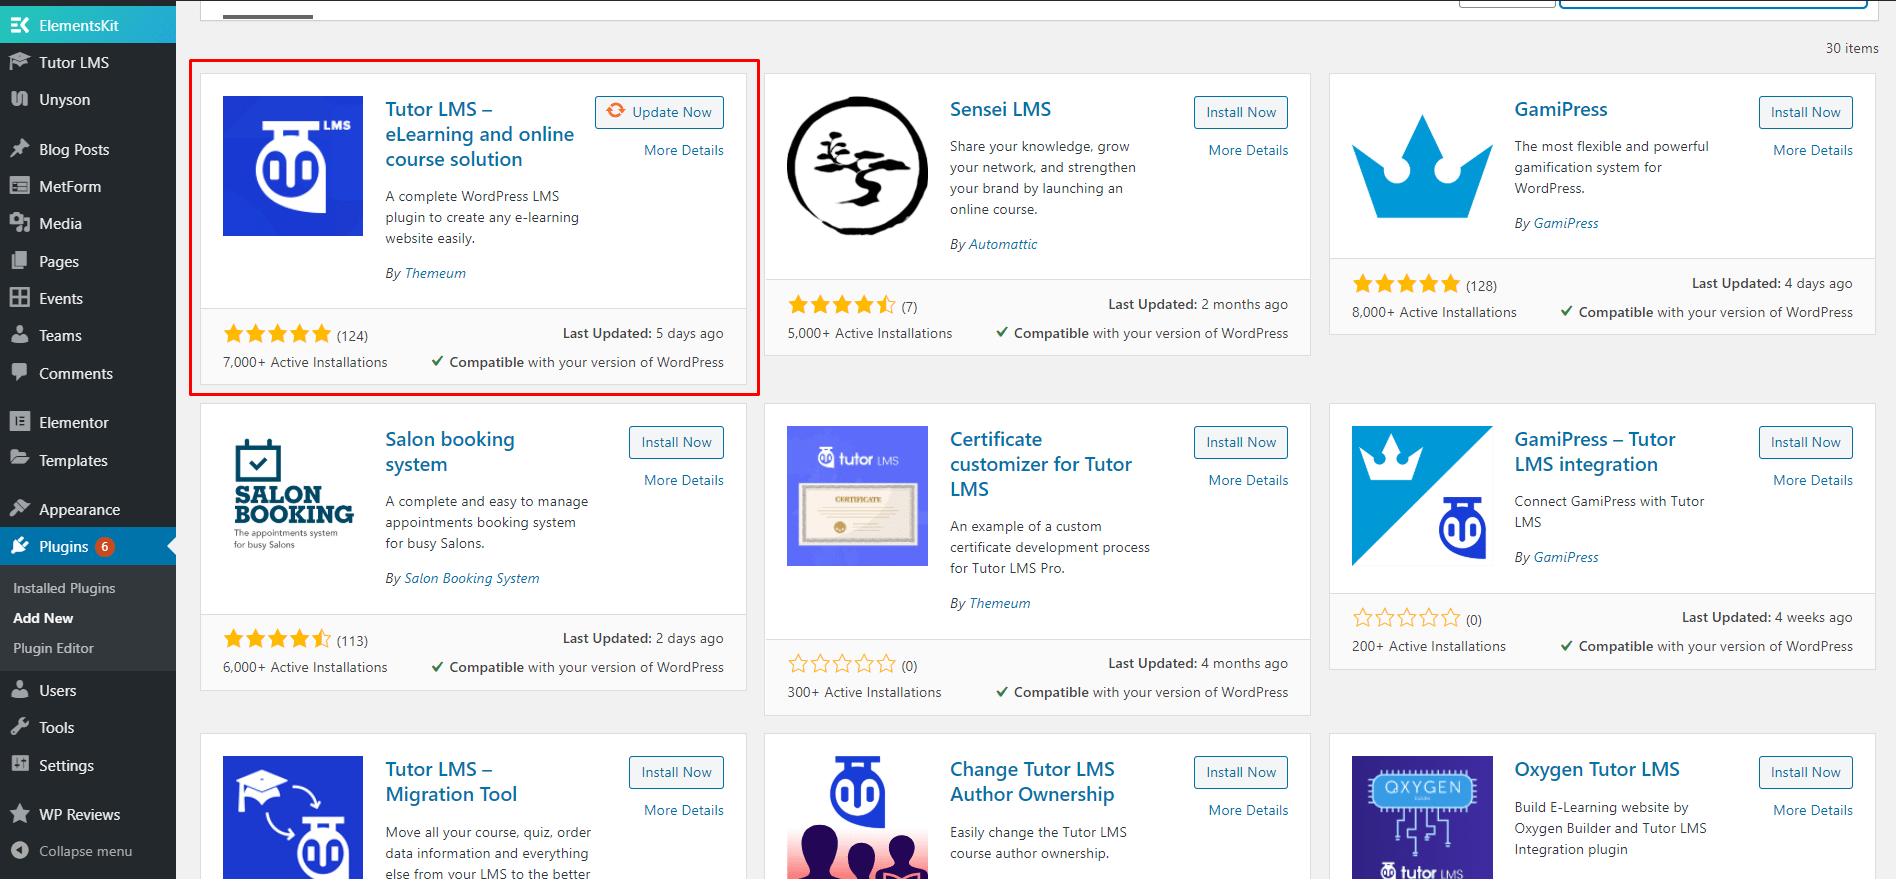 ElementsKit
Tutor LMS
Unyson
Blog Posts
MetForm
Media
Pages
Events
Teams
Comments
Elementor
Templates
Appearance
Plugins 6
Installed Plugins
Add New
Plugin Editor
Users
Tools
Settings
WP Reviews
Collapse menu
30 items
LMS
Tutor LMS –
eLearning and online
course solution
Update Now
More Details
A complete WordPress LMS
plugin to create any e-learning
website easily.
By Themeum
(124)
Last Updated: 5 days ago
7,000+ Active Installations
Compatible with your version of WordPress
Sensei LMS
Install Now
More Details
Share your knowledge, grow
your network, and strengthen
your brand by launching an
online course.
By Automattic
(7)
Last Updated: 2 months ago
5,000+ Active Installations
Compatible with your version of WordPress
GamiPress
Install Now
More Details
The most flexible and powerful
gamification system for
WordPress.
By GamiPress
(128)
Last Updated: 4 days ago
8,000+ Active Installations
Compatible with your version of WordPress
SALON
BOOKING
The appointments system
for busy Salons
Salon booking
system
Install Now
More Details
A complete and easy to manage
appointments booking system
for busy Salons.
By Salon Booking System
(113)
Last Updated: 2 days ago
6,000+ Active Installations
Compatible with your version of WordPress
tutor LMS
CERTIFICATE
Certificate
customizer for Tutor
LMS
Install Now
More Details
An example of a custom
certificate development process
for Tutor LMS Pro.
By Themeum
(0)
Last Updated: 4 months ago
300+ Active Installations
Compatible with your version of WordPress
GamiPress – Tutor
LMS integration
Install Now
More Details
Connect GamiPress with Tutor
LMS
By GamiPress
(0)
Last Updated: 4 weeks ago
200+ Active Installations
Compatible with your version of WordPress
Tutor LMS –
Migration Tool
Install Now
More Details
Move all your course, quiz, order
data information and everything
else from your LMS to the better
Change Tutor LMS
Author Ownership
Install Now
More Details
Easily change the Tutor LMS
course author ownership.
OXYGEN
tutor LMS
Oxygen Tutor LMS
Install Now
More Details
Build E-Learning website by
Oxygen Builder and Tutor LMS
Integration plugin